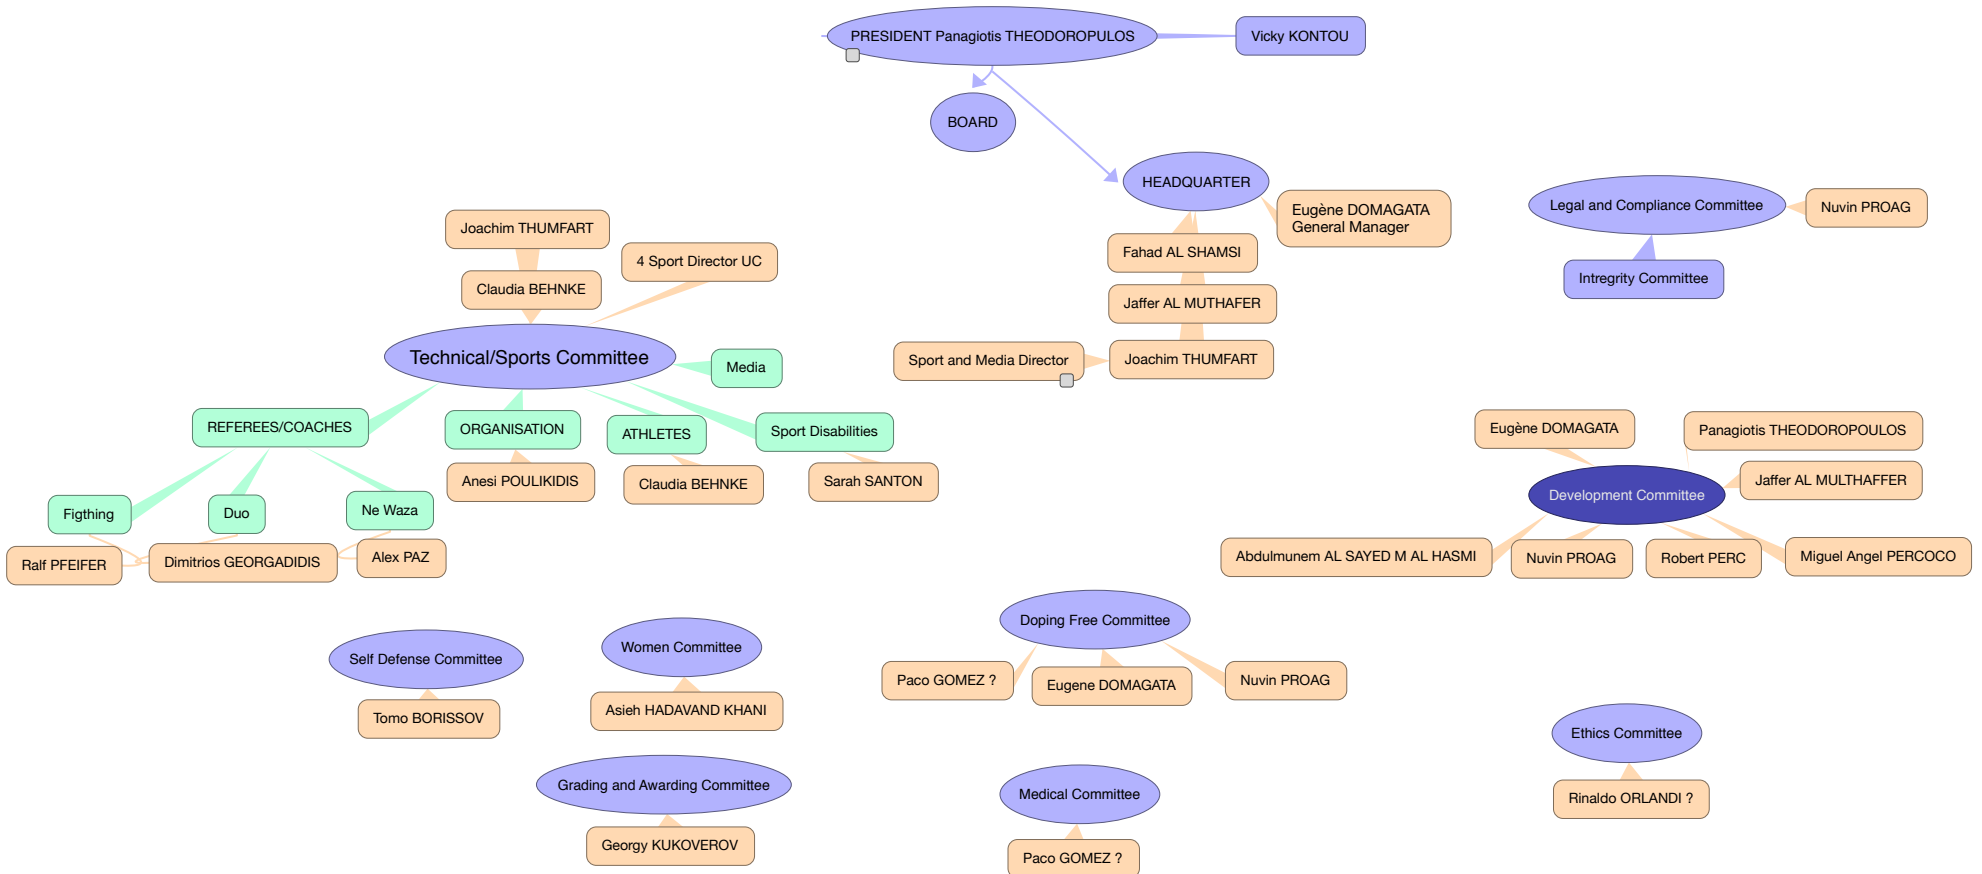 PRESIDENT Panagiotis THEODOROPULOS
Vicky KONTOU
BOARD
HEADQUARTER
Eugène DOMAGATA
General Manager
Fahad AL SHAMSI
Jaffer AL MUTHAFER
Joachim THUMFART
Sport and Media Director
Legal and Compliance Committee
Nuvin PROAG
Intregrity Committee
Joachim THUMFART
Claudia BEHNKE
4 Sport Director UC
Technical/Sports Committee
Media
REFEREES/COACHES
ORGANISATION
ATHLETES
Sport Disabilities
Anesi POULIKIDIS
Claudia BEHNKE
Sarah SANTON
Figthing
Duo
Ne Waza
Ralf PFEIFER
Dimitrios GEORGADIDIS
Alex PAZ
Eugène DOMAGATA
Panagiotis THEODOROPOULOS
Jaffer AL MULTHAFFER
Development Committee
Abdulmunem AL SAYED M AL HASMI
Nuvin PROAG
Robert PERC
Miguel Angel PERCOCO
Self Defense Committee
Tomo BORISSOV
Women Committee
Asieh HADAVAND KHANI
Doping Free Committee
Paco GOMEZ ?
Eugene DOMAGATA
Nuvin PROAG
Grading and Awarding Committee
Georgy KUKOVEROV
Medical Committee
Paco GOMEZ ?
Ethics Committee
Rinaldo ORLANDI ?